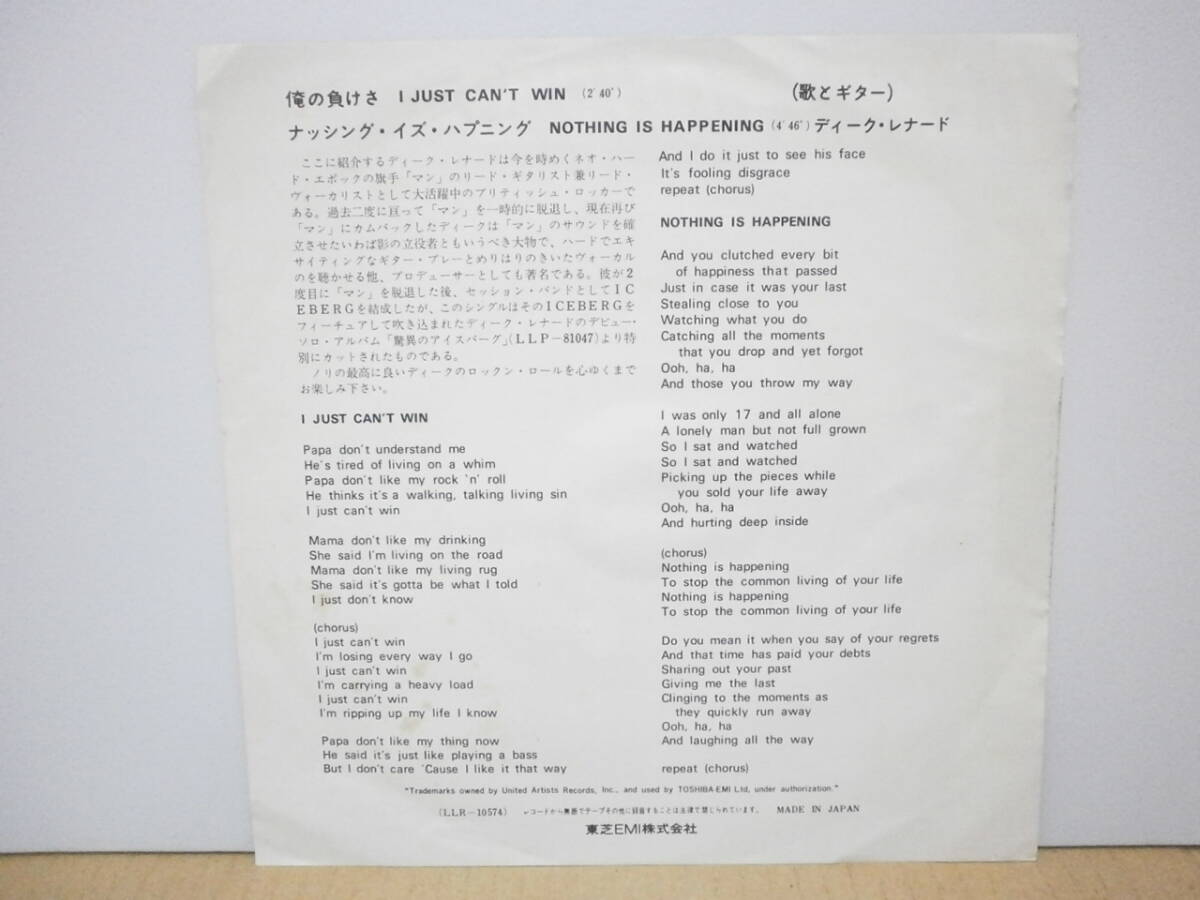 俺の負けさ I JUST CAN'T WIN (2'40") (歌とギター)
ナッシング・イズ・ハプニング NOTHING IS HAPPENING (4'46") ディーク・レナード
ここに紹介するディーク・レナードは今を時めくネオ・ハー
ド・エポックの旗手「マン」のリード・ギタリスト兼リード・
ヴォーカリストとして大活躍中のブリティッシュ・ロッカーで
ある。過去二度に亘って「マン」を一時的に脱退し、現在再び
「マン」にカムバックしたディークは「マン」のサウンドを確
立させたいわば影の立役者ともいうべき大物で、ハードでエキ
サイティングなギター・プレーとめりはりのきいたヴォーカル
のを聴かせる他、プロデューサーとしても著名である。彼が2
度目に「マン」を脱退した後、セッション・バンドとしてIC
EBERGを結成したが、このシングルはそのICEBERGを
フィーチュアして吹き込まれたディーク・レナードのデビュー・
ソロ・アルバム「驚異のアイスバーグ」(LLP-81047)より特
別にカットされたものである。
ノリの最高に良いディークのロックン・ロールを心ゆくまで
お楽しみ下さい。
I JUST CAN'T WIN
Papa don't understand me
He's tired of living on a whim
Papa don't like my rock 'n' roll
He thinks it's a walking, talking living sin
I just can't win
Mama don't like my drinking
She said I'm living on the road
Mama don't like my living rug
She said it's gotta be what I told
I just don't know
(chorus)
I just can't win
I'm losing every way I go
I just can't win
I'm carrying a heavy load
I just can't win
I'm ripping up my life I know
Papa don't like my thing now
He said it's just like playing a bass
But I don't care 'Cause I like it that way
And I do it just to see his face
It's fooling disgrace
repeat (chorus)
NOTHING IS HAPPENING
And you clutched every bit
of happiness that passed
Just in case it was your last
Stealing close to you
Watching what you do
Catching all the moments
that you drop and yet forgot
Ooh, ha, ha
And those you throw my way
I was only 17 and all alone
A lonely man but not full grown
So I sat and watched
So I sat and watched
Picking up the pieces while
you sold your life away
Ooh, ha, ha
And hurting deep inside
(chorus)
Nothing is happening
To stop the common living of your life
Nothing is happening
To stop the common living of your life
Do you mean it when you say of your regrets
And that time has paid your debts
Sharing out your past
Giving me the last
Clinging to the moments as
they quickly run away
Ooh, ha, ha
And laughing all the way
repeat (chorus)
"Trademarks owned by United Artists Records, Inc., and used by TOSHIBA-EMI Ltd, under authorization."
(LLR-10574) レコードから無断でテープその他に録音することは法律で禁じられています。 MADE IN JAPAN
東芝EMI株式会社